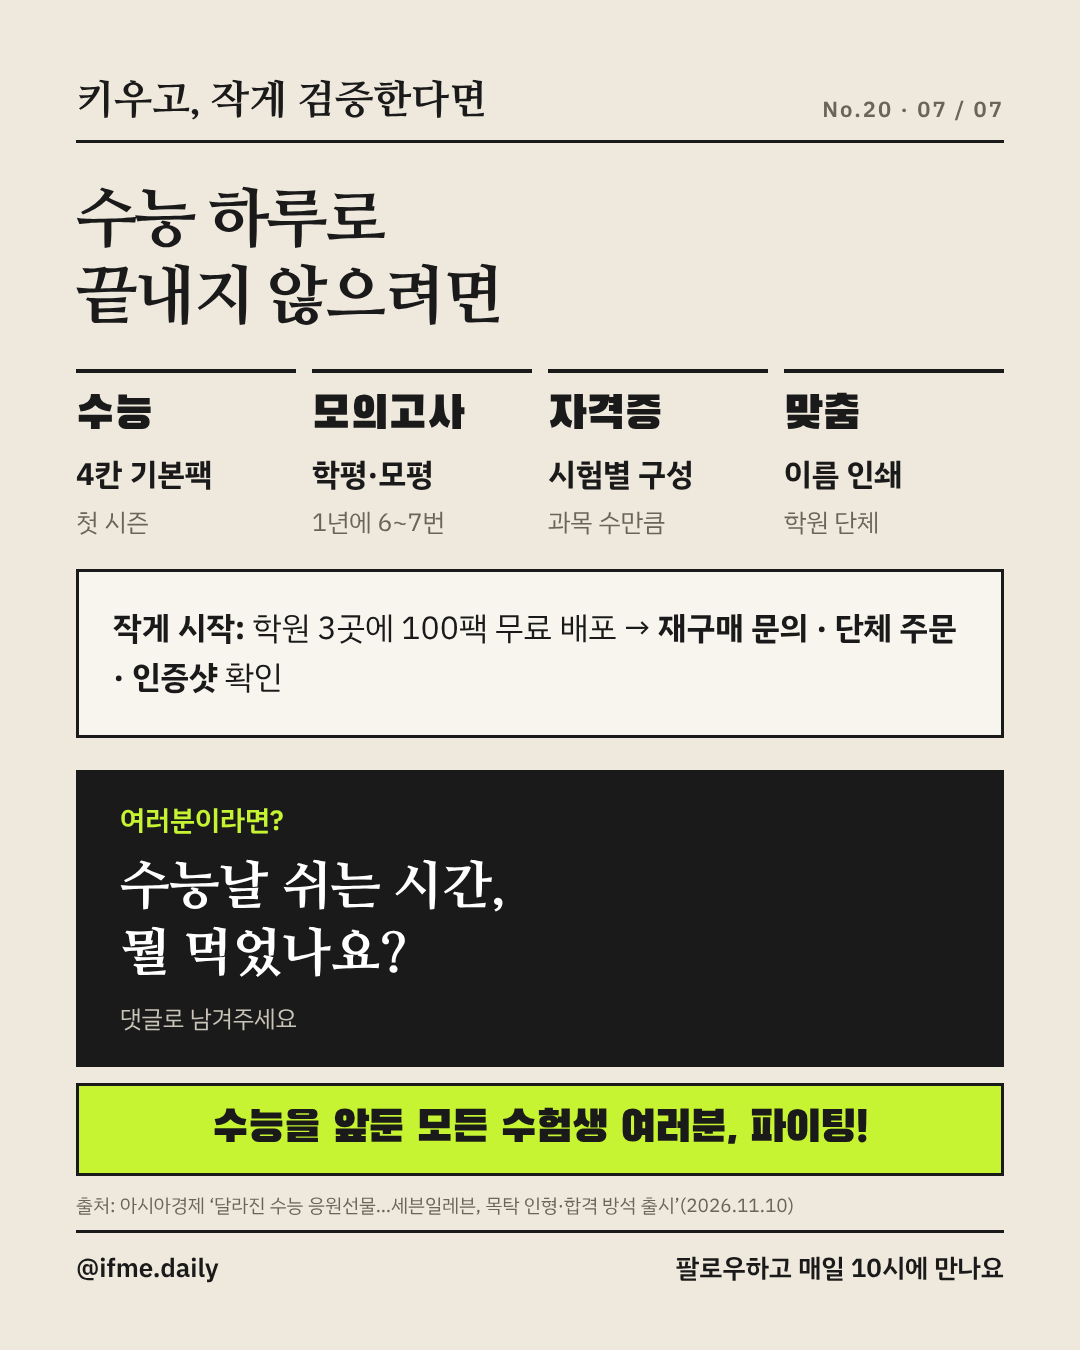 키우고, 작게 검증한다면
No.20 · 07 / 07
수능 하루로
끝내지 않으려면
수능
4칸 기본팩
첫 시즌
모의고사
학평·모평
1년에 6~7번
자격증
시험별 구성
과목 수만큼
맞춤
이름 인쇄
학원 단체
작게 시작: 학원 3곳에 100팩 무료 배포 → 재구매 문의 · 단체 주문
· 인증샷 확인
여러분이라면?
수능날 쉬는 시간,
뭘 먹었나요?
댓글로 남겨주세요
수능을 앞둔 모든 수험생 여러분, 파이팅!
출처: 아시아경제 ‘달라진 수능 응원선물…세븐일레븐, 목탁 인형·합격 방석 출시’(2026.11.10)
@ifme.daily
팔로우하고 매일 10시에 만나요